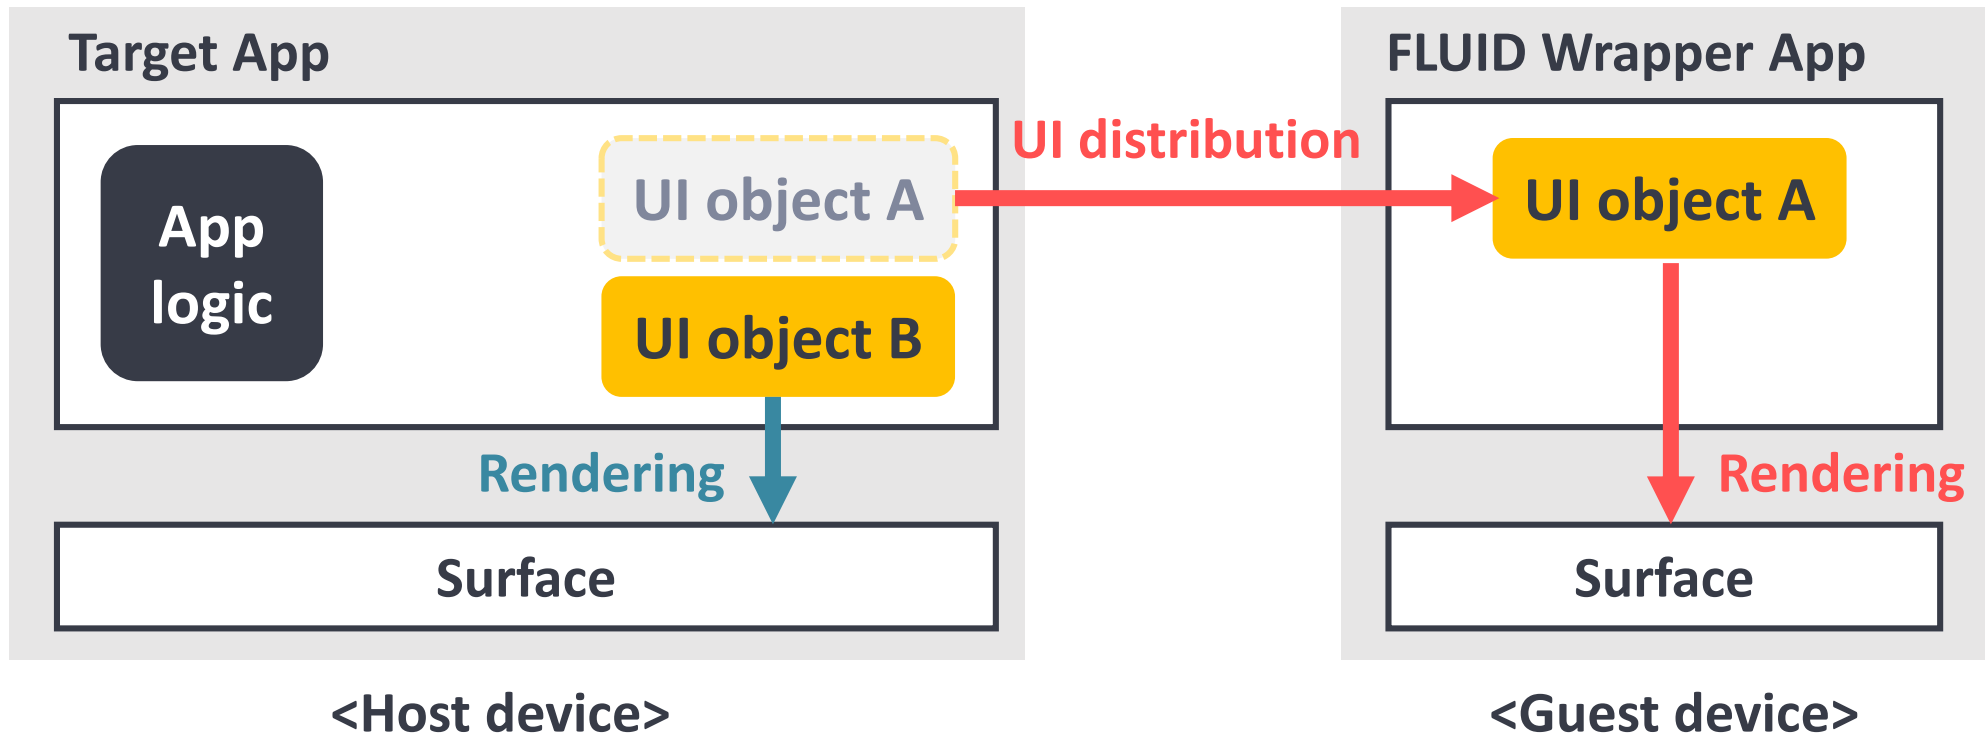 Target App
FLUID Wrapper App
App
logic
UI object A
UI distribution
UI object A
UI object B
Rendering
Rendering
Surface
Surface
<Host device>
<Guest device>